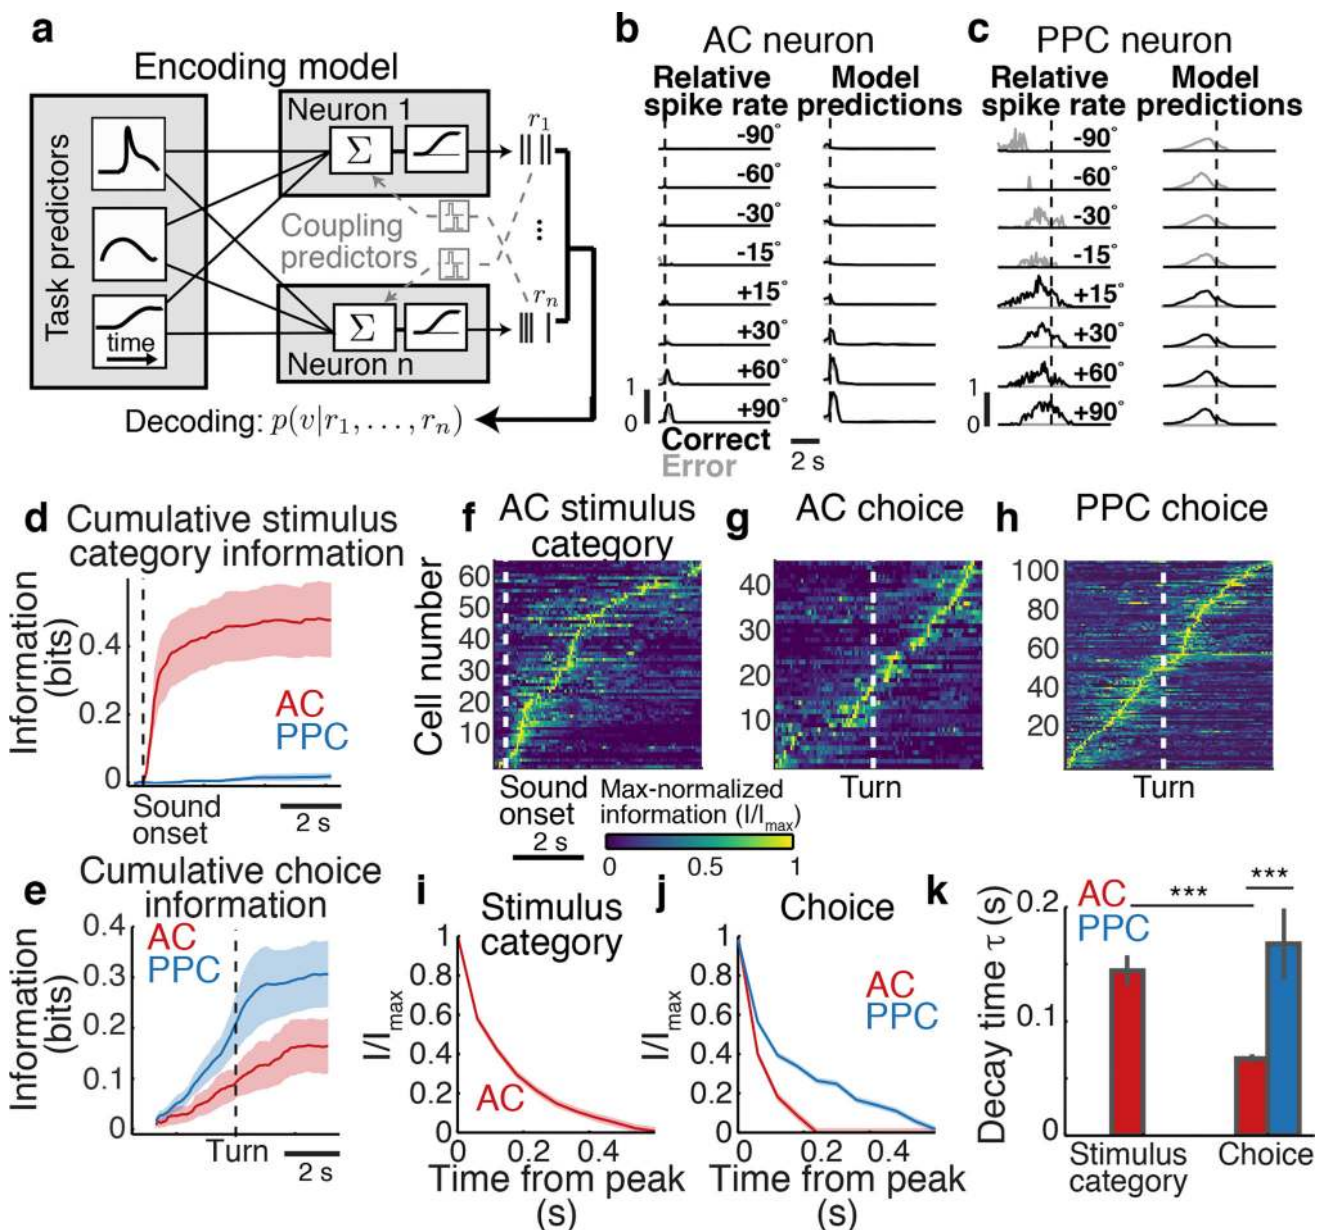 a
Encoding model
Task predictors
time
Neuron 1
Σ
r1
Coupling
predictors
...
rn
Σ
Neuron n
Decoding: p(v|r1, . . . , rn)
b
AC neuron
Relative
spike rate
Model
predictions
-90°
-60°
-30°
-15°
+15°
+30°
+60°
+90°
1
0
Correct
Error
2 s
c
PPC neuron
Relative
spike rate
Model
predictions
-90°
-60°
-30°
-15°
+15°
+30°
+60°
+90°
1
0
d
Cumulative stimulus
category information
Information
(bits)
0.4
0.2
0
AC
PPC
Sound
onset
2 s
e
Cumulative choice
information
Information
(bits)
0.4
0.3
0.2
0.1
0
AC
PPC
Turn
2 s
f
AC stimulus
category
Cell number
60
50
40
30
20
10
Sound
onset
2 s
g
AC choice
40
30
20
10
Turn
h
PPC choice
100
80
60
40
20
Turn
Max-normalized
information (I/Imax)
0
0.5
1
i
Stimulus
category
I/Imax
1
0.8
0.6
0.4
0.2
0
AC
0
0.2
0.4
Time from peak
(s)
j
Choice
I/Imax
1
0.8
0.6
0.4
0.2
0
AC
PPC
0
0.2
0.4
Time from peak
(s)
k
Decay time τ (s)
0.2
0.1
0
AC
PPC
***
***
Stimulus
category
Choice